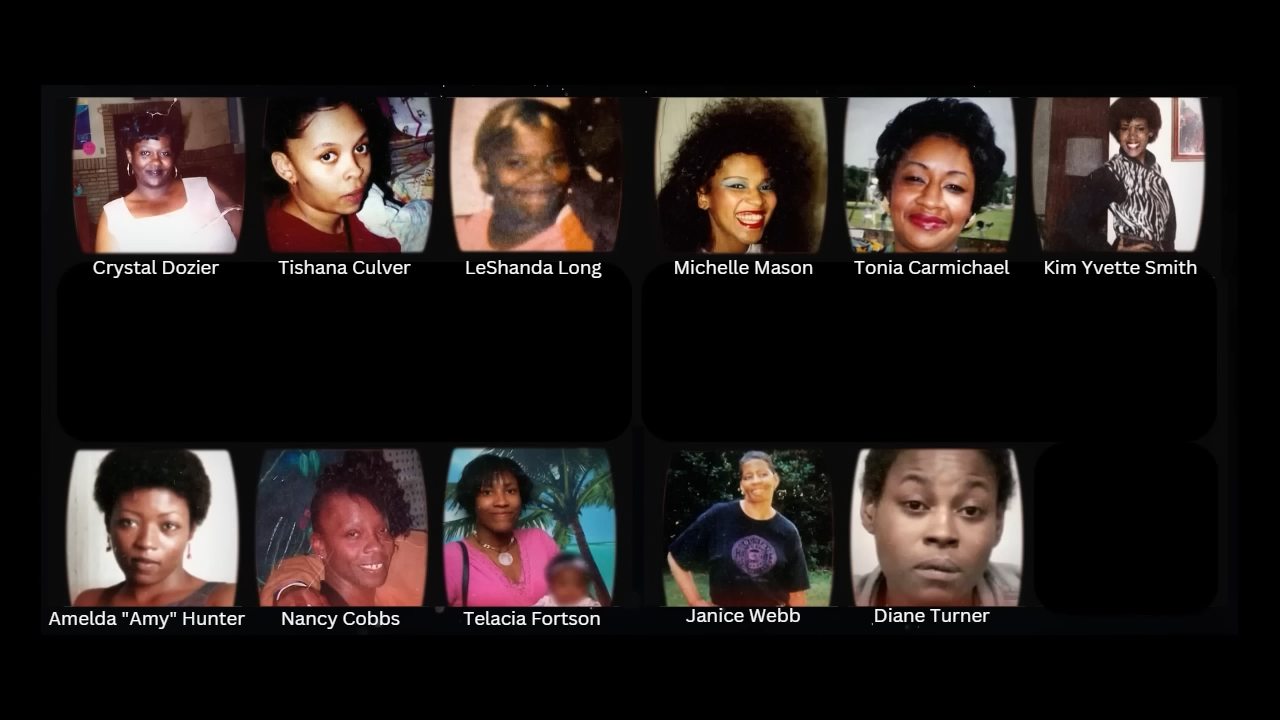 Crystal Dozier
Tishana Culver
LeShanda Long
Michelle Mason
Tonia Carmichael
Kim Yvette Smith
Amelda "Amy" Hunter
Nancy Cobbs
Telacia Fortson
Janice Webb
Diane Turner